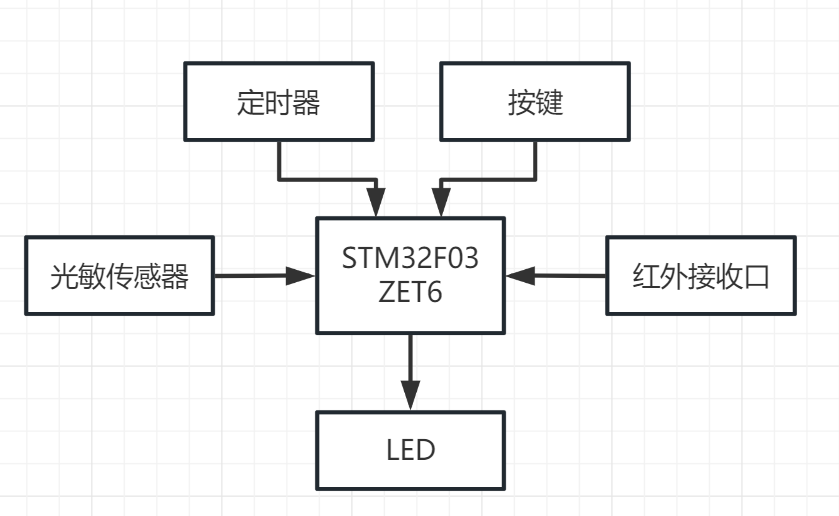 定时器
按键
光敏传感器
STM32F03
ZET6
红外接收口
LED